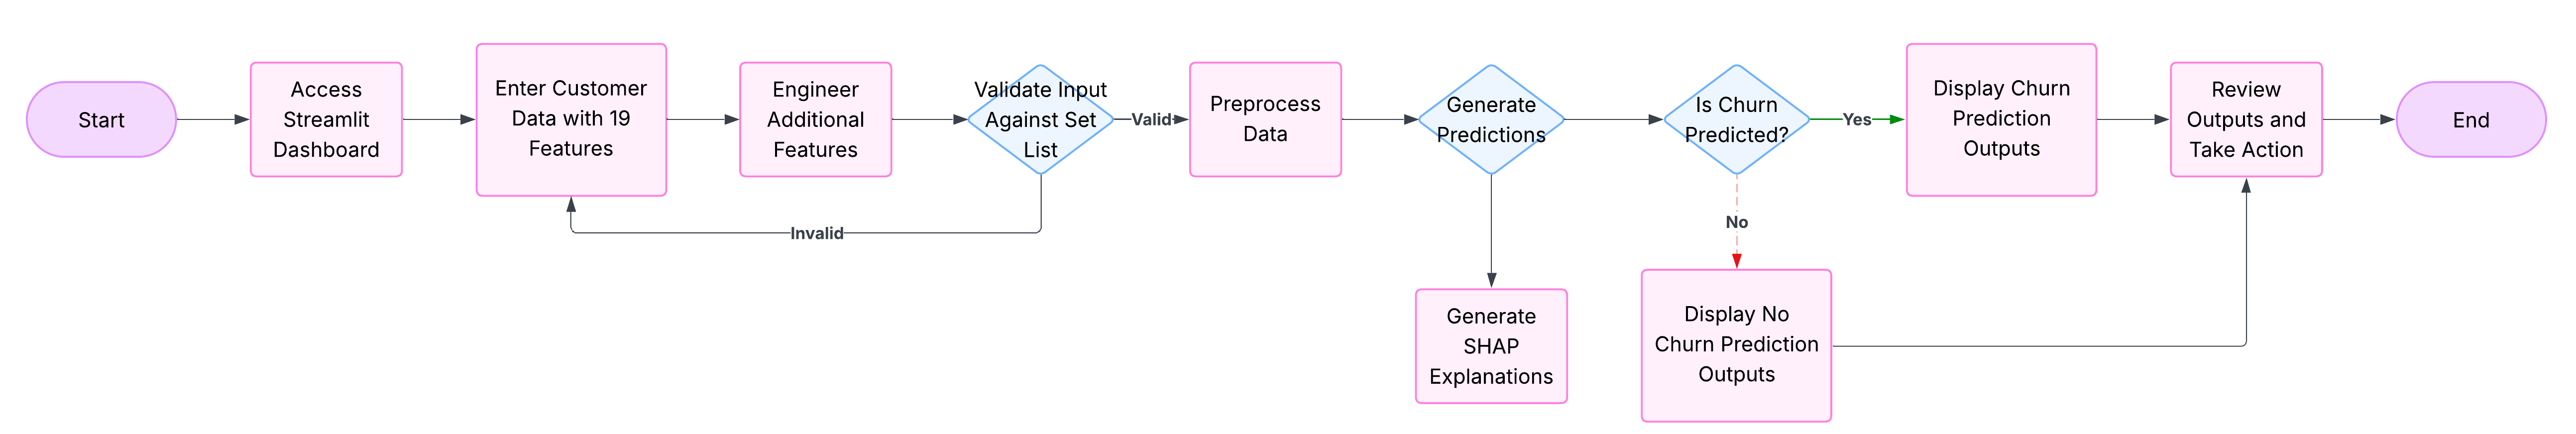 Start
Access
Streamlit
Dashboard
Enter Customer
Data with 19
Features
Engineer
Additional
Features
Validate Input
Against Set
List
Valid
Invalid
Preprocess
Data
Generate
Predictions
Generate
SHAP
Explanations
Is Churn
Predicted?
Yes
No
Display Churn
Prediction
Outputs
Display No
Churn Prediction
Outputs
Review
Outputs and
Take Action
End